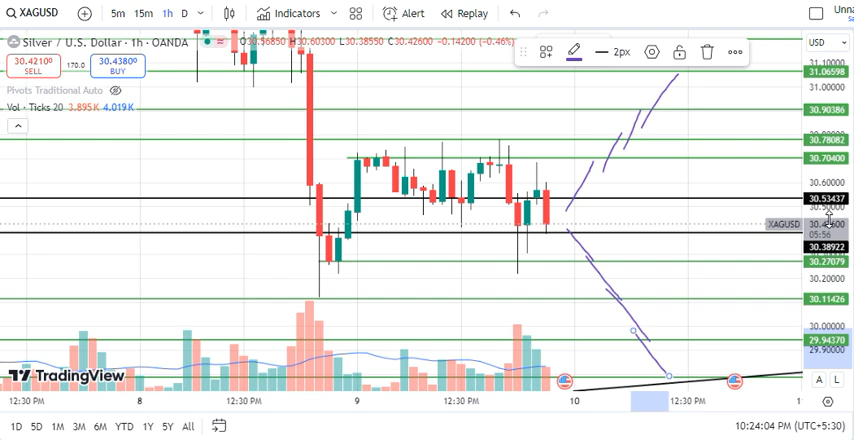 XAGUSD 5m 15m 1h D Indicators Alert Replay Unna
Silver / U.S. Dollar · 1h · OANDA O30.56850 H30.60300 L30.38550 C30.42600 -0.14200 (-0.46%)
2px
USD
30.42100
SELL
170.0
30.43800
BUY
Pivots Traditional Auto
Vol · Ticks 20 3.895K 4.019K
31.10000
31.06598
31.00000
30.90386
30.78082
30.70400
30.60000
30.53437
30.50000
XAGUSD
05:56
30.38922
30.27079
30.20000
30.11426
30.00000
29.94370
29.90000
TradingView
A L
12:30 PM 8 12:30 PM 9 12:30 PM 10 12:30 PM
1D 5D 1M 3M 6M YTD 1Y 5Y All
10:24:04 PM (UTC+5:30)